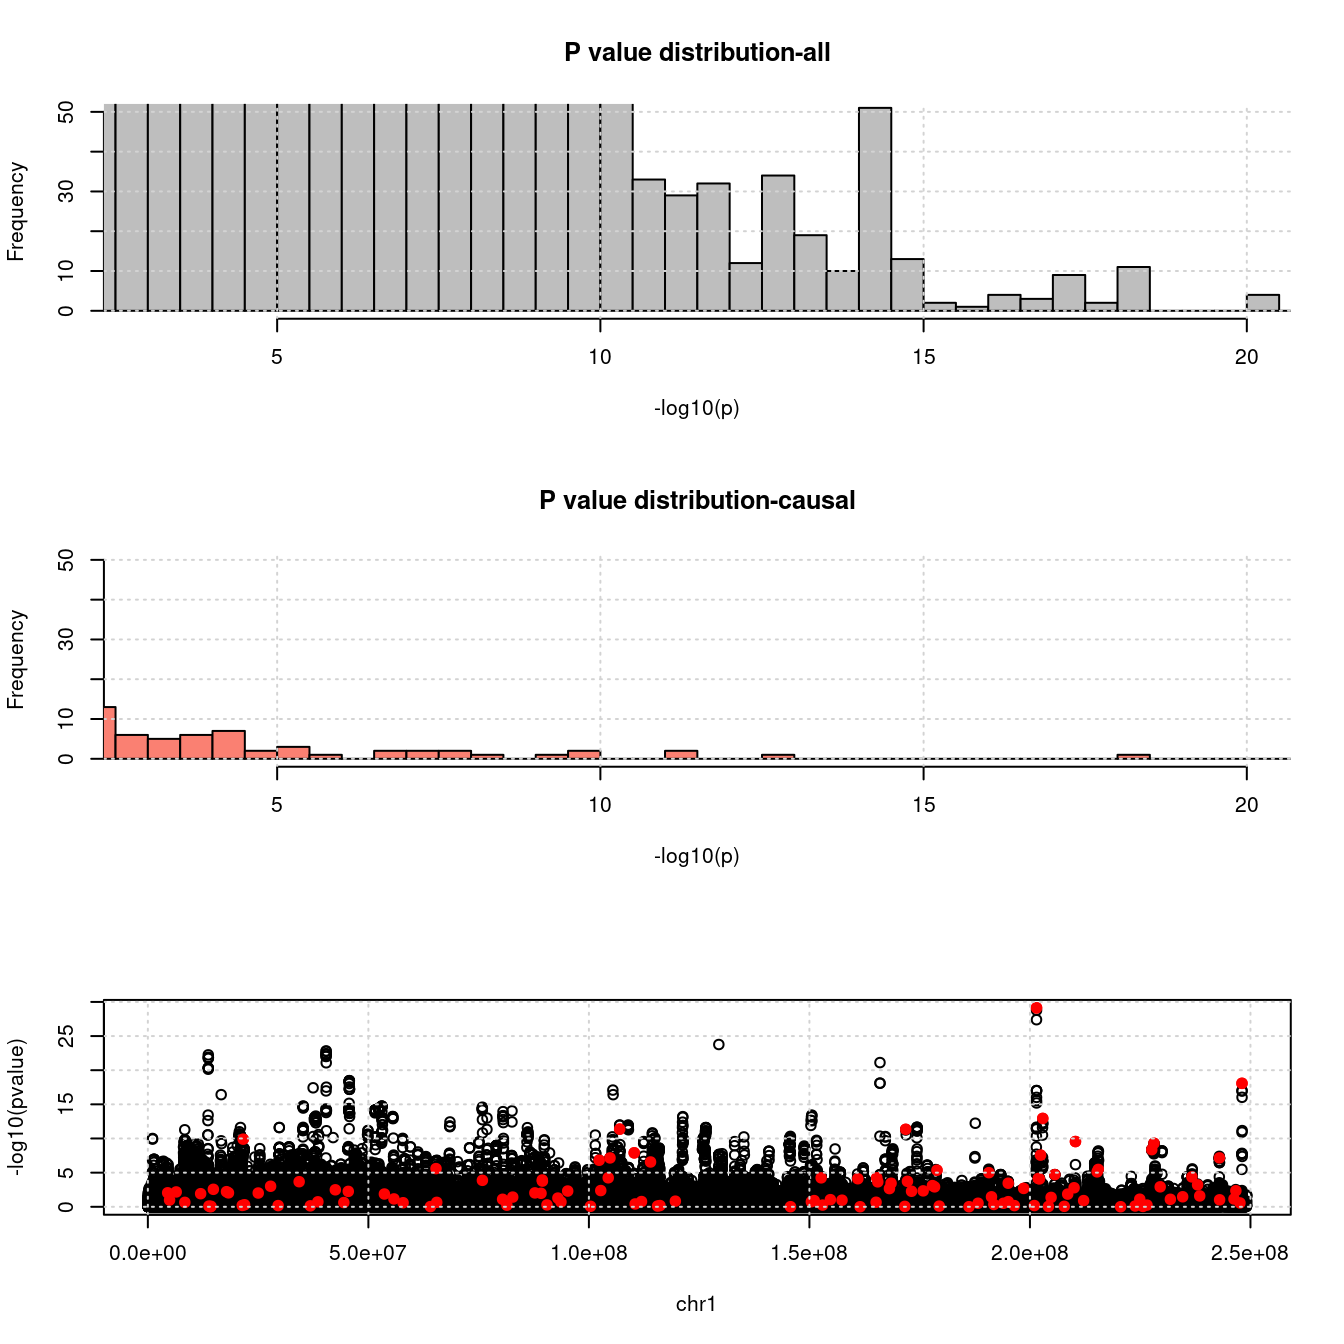 P value distribution-all
50
30
10
0
Frequency
5 10 15 20
-log10(p)
P value distribution-causal
50
30
10
0
Frequency
5 10 15 20
-log10(p)
25
15
5
0
-log10(pvalue)
0.0e+00 5.0e+07 1.0e+08 1.5e+08 2.0e+08 2.5e+08
chr1